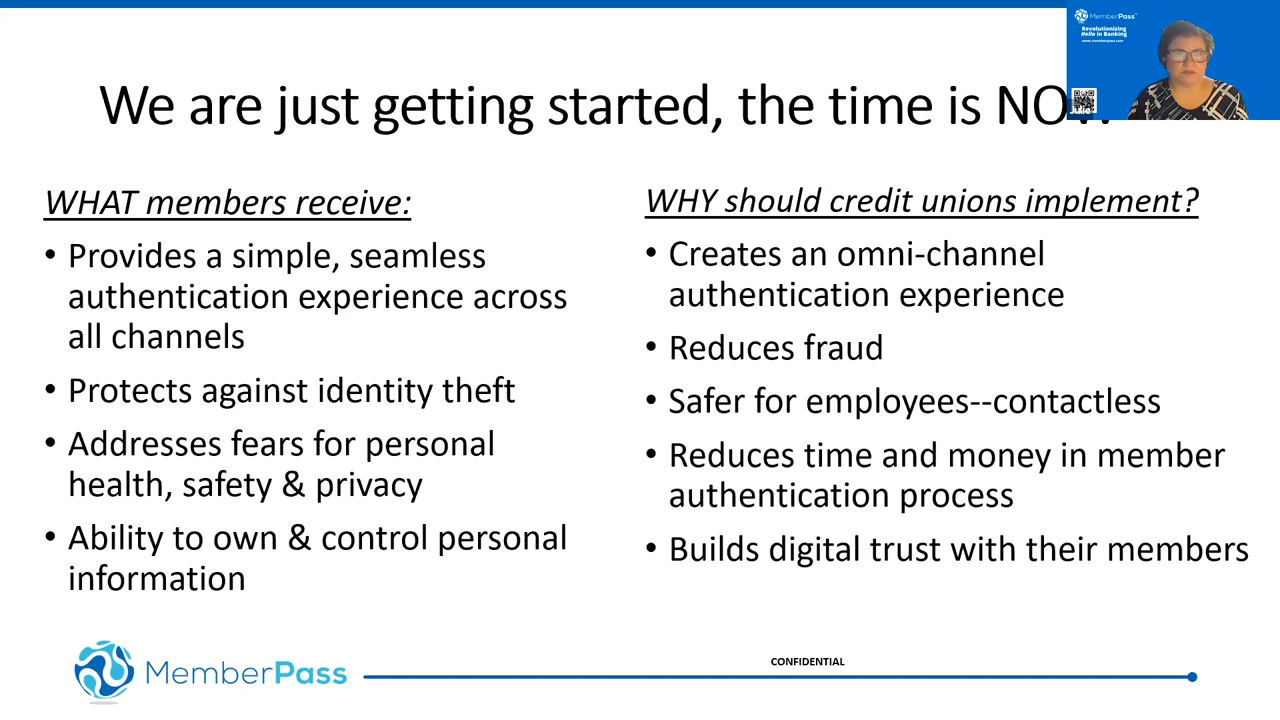 MemberPass
Revolutionizing
Hello in Banking
www.memberpass.com
We are just getting started, the time is
WHAT members receive:
• Provides a simple, seamless
authentication experience across
all channels
• Protects against identity theft
• Addresses fears for personal
health, safety & privacy
• Ability to own & control personal
information
WHY should credit unions implement?
• Creates an omni-channel
authentication experience
• Reduces fraud
• Safer for employees--contactless
• Reduces time and money in member
authentication process
• Builds digital trust with their members
MemberPass
CONFIDENTIAL